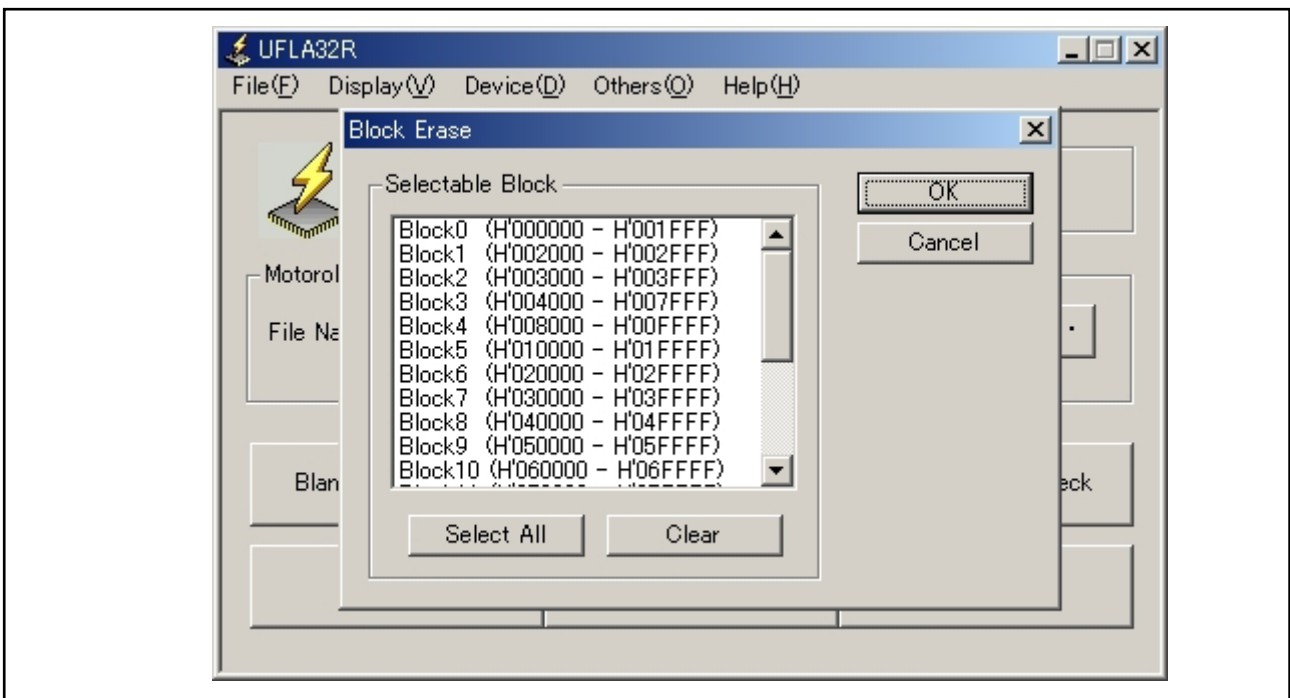 UFLA32R
File(F) Display(V) Device(D) Others(O) Help(H)
Block Erase
Selectable Block
OK
Cancel
Block0 (H'000000 - H'001FFF)
Block1 (H'002000 - H'002FFF)
Block2 (H'003000 - H'003FFF)
Block3 (H'004000 - H'007FFF)
Block4 (H'008000 - H'00FFFF)
Block5 (H'010000 - H'01FFFF)
Block6 (H'020000 - H'02FFFF)
Block7 (H'030000 - H'03FFFF)
Block8 (H'040000 - H'04FFFF)
Block9 (H'050000 - H'05FFFF)
Block10 (H'060000 - H'06FFFF)
Select All
Clear
Motorol
File Na
Blan
eck